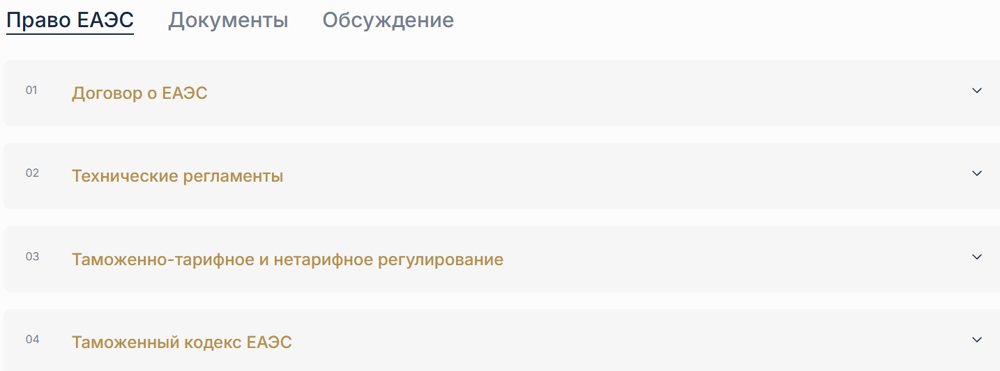 Право ЕАЭС Документы Обсуждение
01 Договор о ЕАЭС
02 Технические регламенты
03 Таможенно-тарифное и нетарифное регулирование
04 Таможенный кодекс ЕАЭС